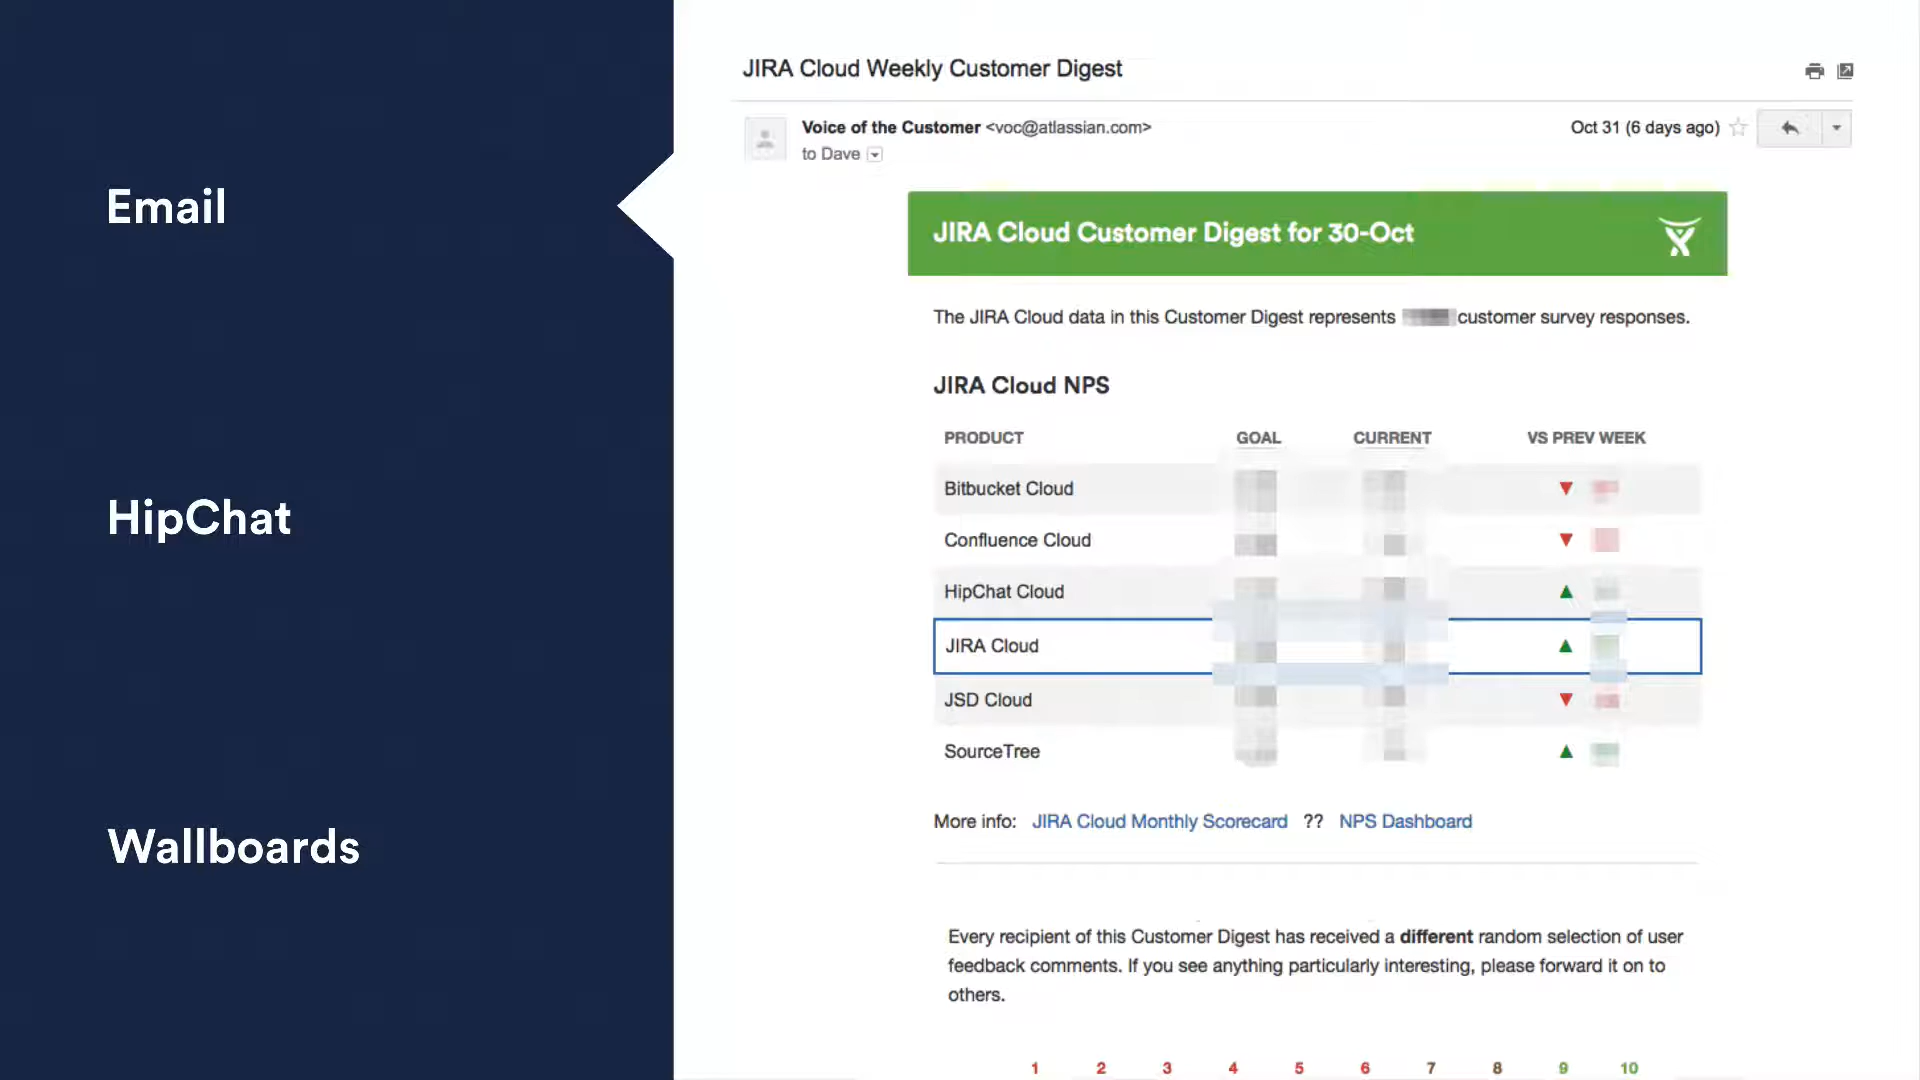 Email
HipChat
Wallboards
JIRA Cloud Weekly Customer Digest
Voice of the Customer <voc@atlassian.com>
Oct 31 (6 days ago)
to Dave
JIRA Cloud Customer Digest for 30-Oct
The JIRA Cloud data in this Customer Digest represents customer survey responses.
JIRA Cloud NPS
PRODUCT GOAL CURRENT VS PREV WEEK
Bitbucket Cloud
Confluence Cloud
HipChat Cloud
JIRA Cloud
JSD Cloud
SourceTree
More info: JIRA Cloud Monthly Scorecard ?? NPS Dashboard
Every recipient of this Customer Digest has received a different random selection of user
feedback comments. If you see anything particularly interesting, please forward it on to
others.
1 2 3 4 5 6 7 8 9 10